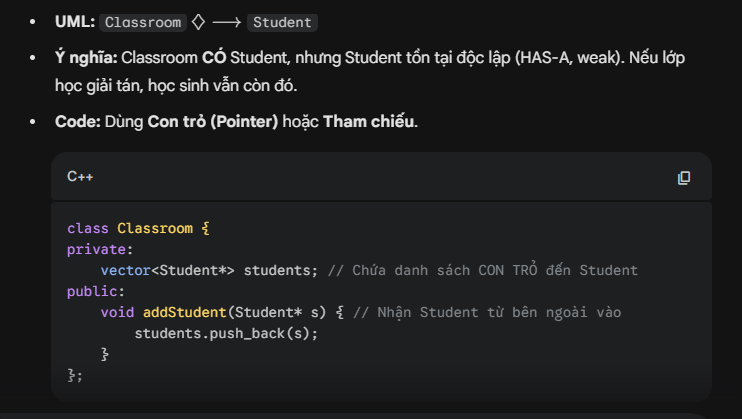 • UML: Classroom ◇ ⟶ Student
• Ý nghĩa: Classroom CÓ Student, nhưng Student tồn tại độc lập (HAS-A, weak). Nếu lớp
học giải tán, học sinh vẫn còn đó.
• Code: Dùng Con trỏ (Pointer) hoặc Tham chiếu.
C++
class Classroom {
private:
    vector<Student*> students; // Chứa danh sách CON TRỎ đến Student
public:
    void addStudent(Student* s) { // Nhận Student từ bên ngoài vào
        students.push_back(s);
    }
};